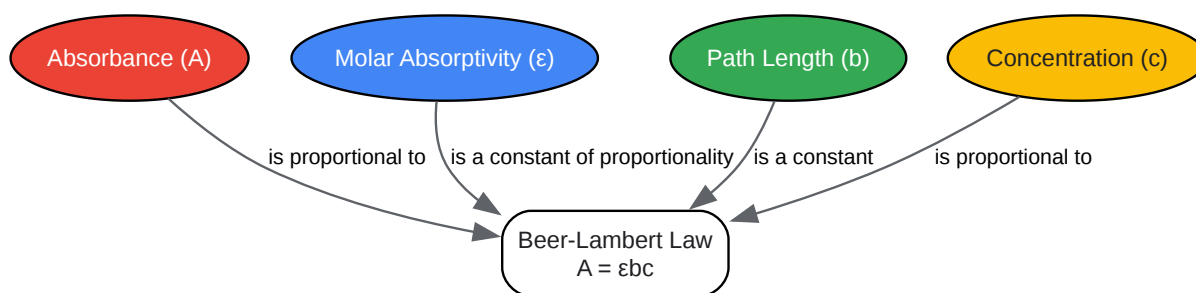 Absorbance (A)
Molar Absorptivity (ε)
Path Length (b)
Concentration (c)
is proportional to
is a constant of proportionality
is a constant
is proportional to
Beer-Lambert Law
A = εbc